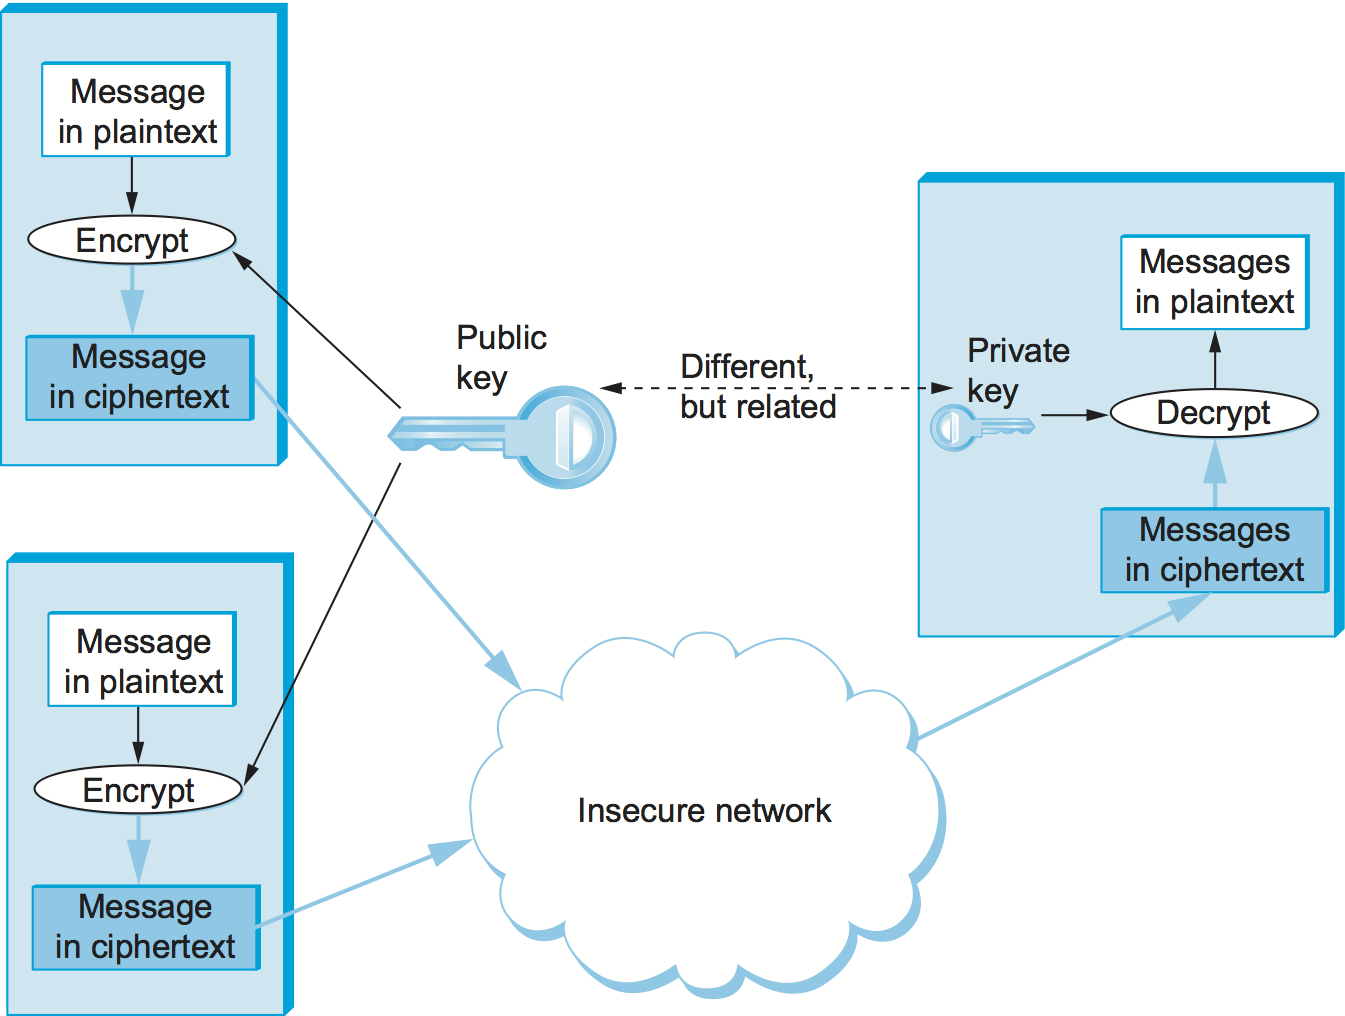 Message
in plaintext
Encrypt
Message
in ciphertext
Public
key
Different,
but related
Private
key
Messages
in plaintext
Decrypt
Messages
in ciphertext
Message
in plaintext
Encrypt
Message
in ciphertext
Insecure network